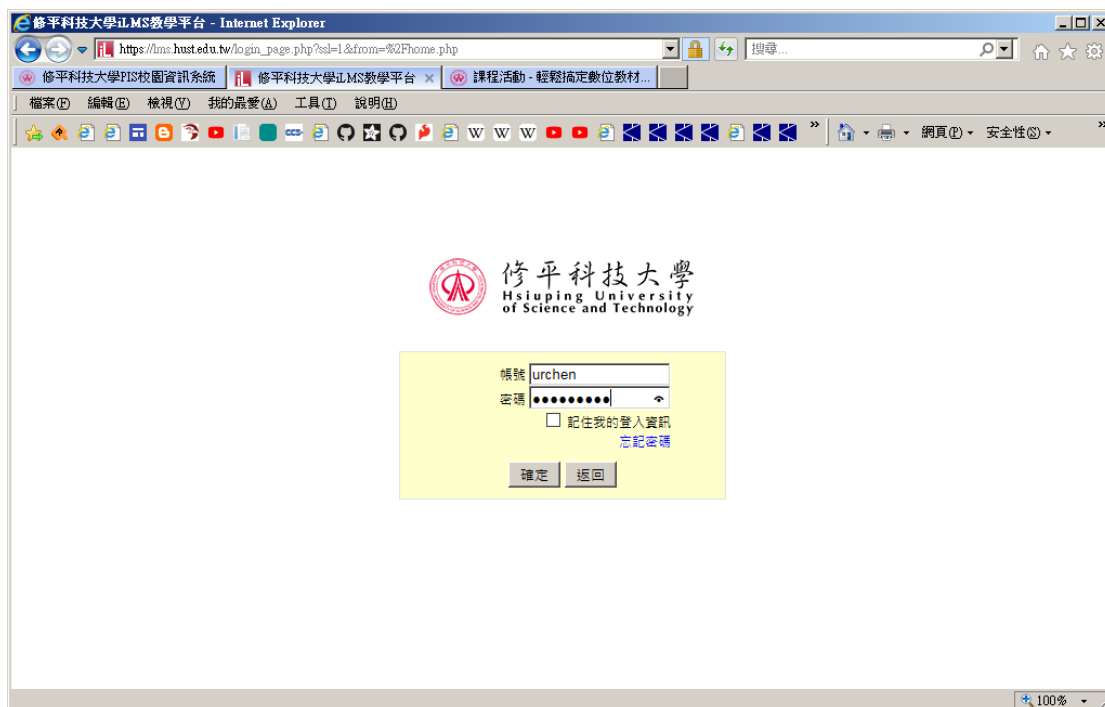 修平科技大學iLMS教學平台 - Internet Explorer
https://lms.hust.edu.tw/login_page.php?ssl=1&from=%2Fhome.php
搜尋...
修平科技大學PIS校園資訊系統
修平科技大學iLMS教學平台
課程活動 - 輕鬆搞定數位教材...
檔案(F) 編輯(E) 檢視(V) 我的最愛(A) 工具(T) 說明(H)
網頁(P) 安全性(S)
修平科技大學
Hsiuping University
of Science and Technology
帳號 urchen
密碼 ●●●●●●●●●
記住我的登入資訊
忘記密碼
確定 返回
100%